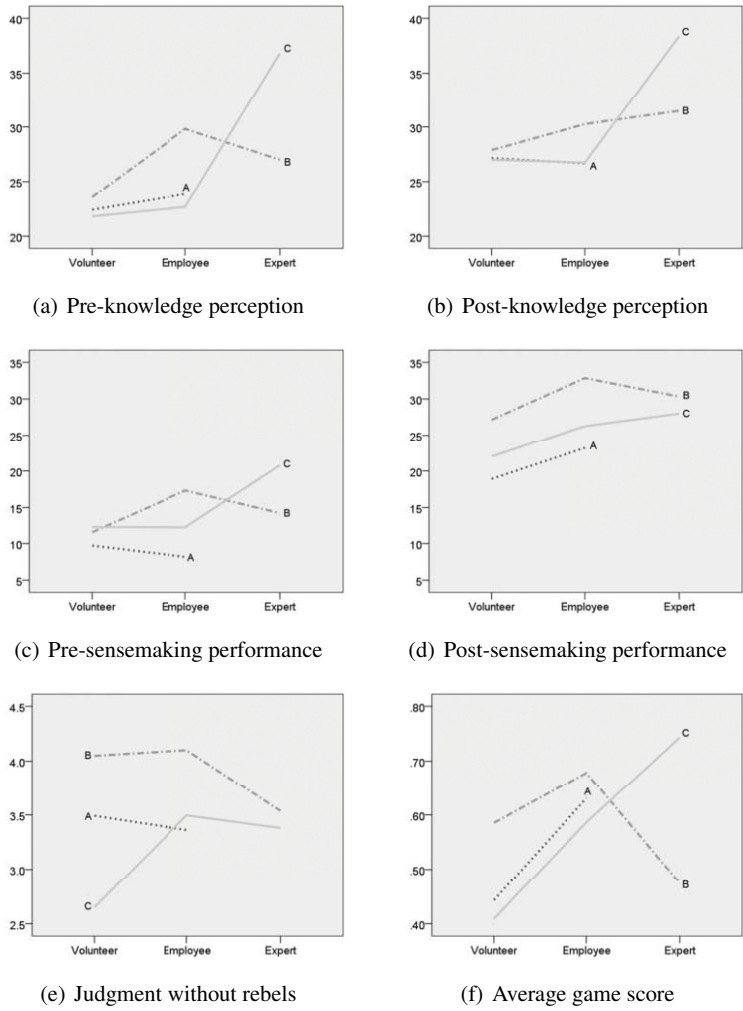 40
35
30
25
20
C
B
A
Volunteer Employee Expert
(a) Pre-knowledge perception
40
35
30
25
20
C
B
A
Volunteer Employee Expert
(b) Post-knowledge perception
35
30
25
20
15
10
5
C
B
A
Volunteer Employee Expert
(c) Pre-sensemaking performance
35
30
25
20
15
10
5
B
C
A
Volunteer Employee Expert
(d) Post-sensemaking performance
4.5
4.0
3.5
3.0
2.5
B
A
C
Volunteer Employee Expert
(e) Judgment without rebels
.80
.70
.60
.50
.40
C
A
B
Volunteer Employee Expert
(f) Average game score